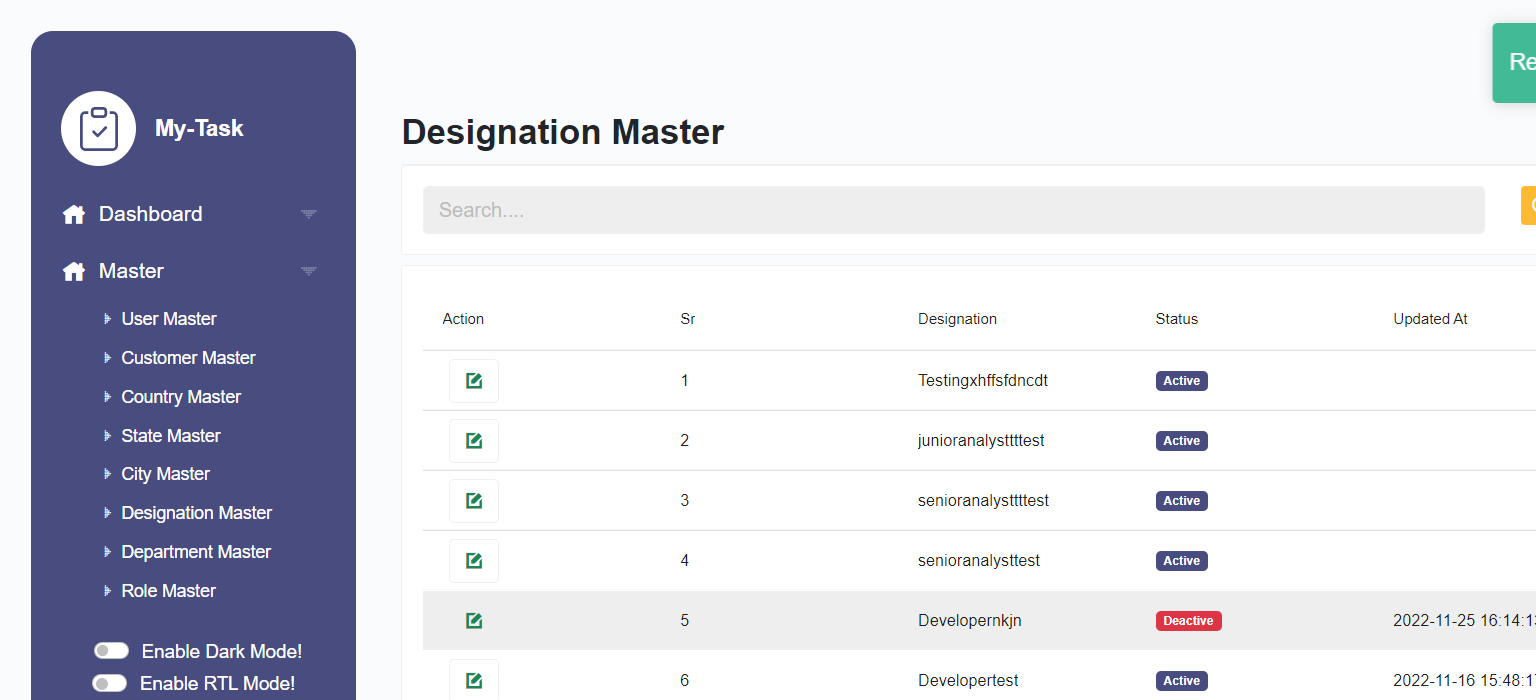 Re
My-Task
Designation Master
Dashboard
Search....
Master
User Master
Customer Master
Country Master
State Master
City Master
Designation Master
Department Master
Role Master
Enable Dark Mode!
Enable RTL Mode!
Action Sr Designation Status Updated At
1 Testingxhffsfdncdt Active
2 junioranalysttttest Active
3 senioranalysttttest Active
4 senioranalysttest Active
5 Developernkjn Deactive 2022-11-25 16:14:1
6 Developertest Active 2022-11-16 15:48:1